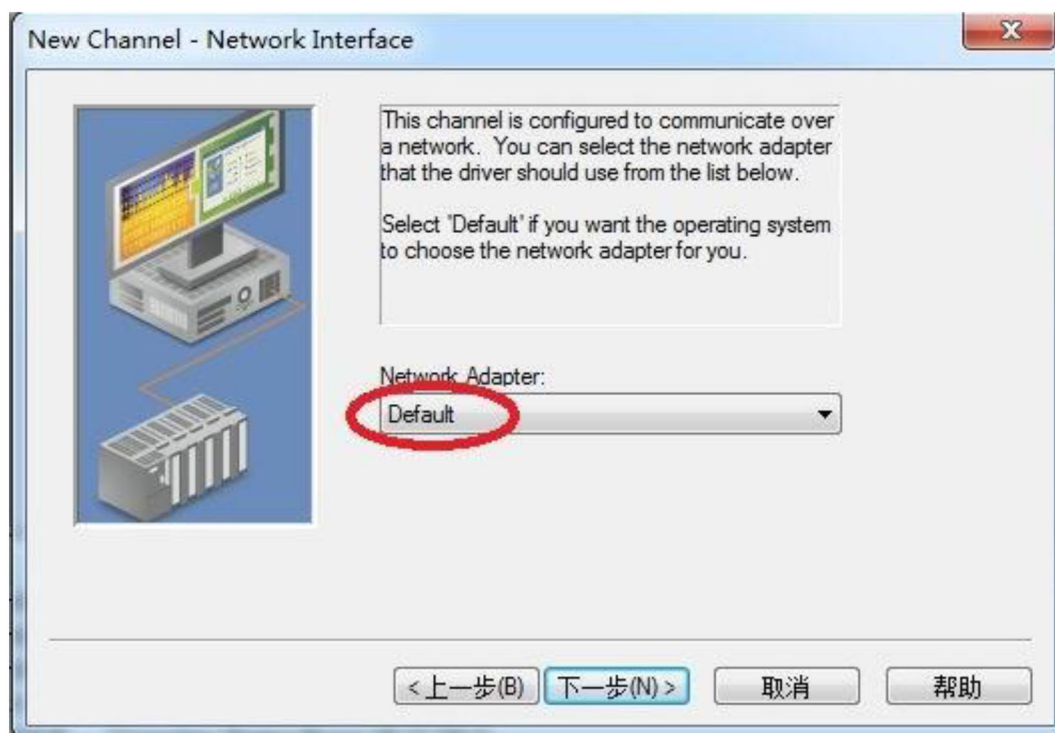 New Channel - Network Interface
This channel is configured to communicate over
a network. You can select the network adapter
that the driver should use from the list below.
Select 'Default' if you want the operating system
to choose the network adapter for you.
Network Adapter:
Default
<上一步(B) 下一步(N)> 取消 帮助